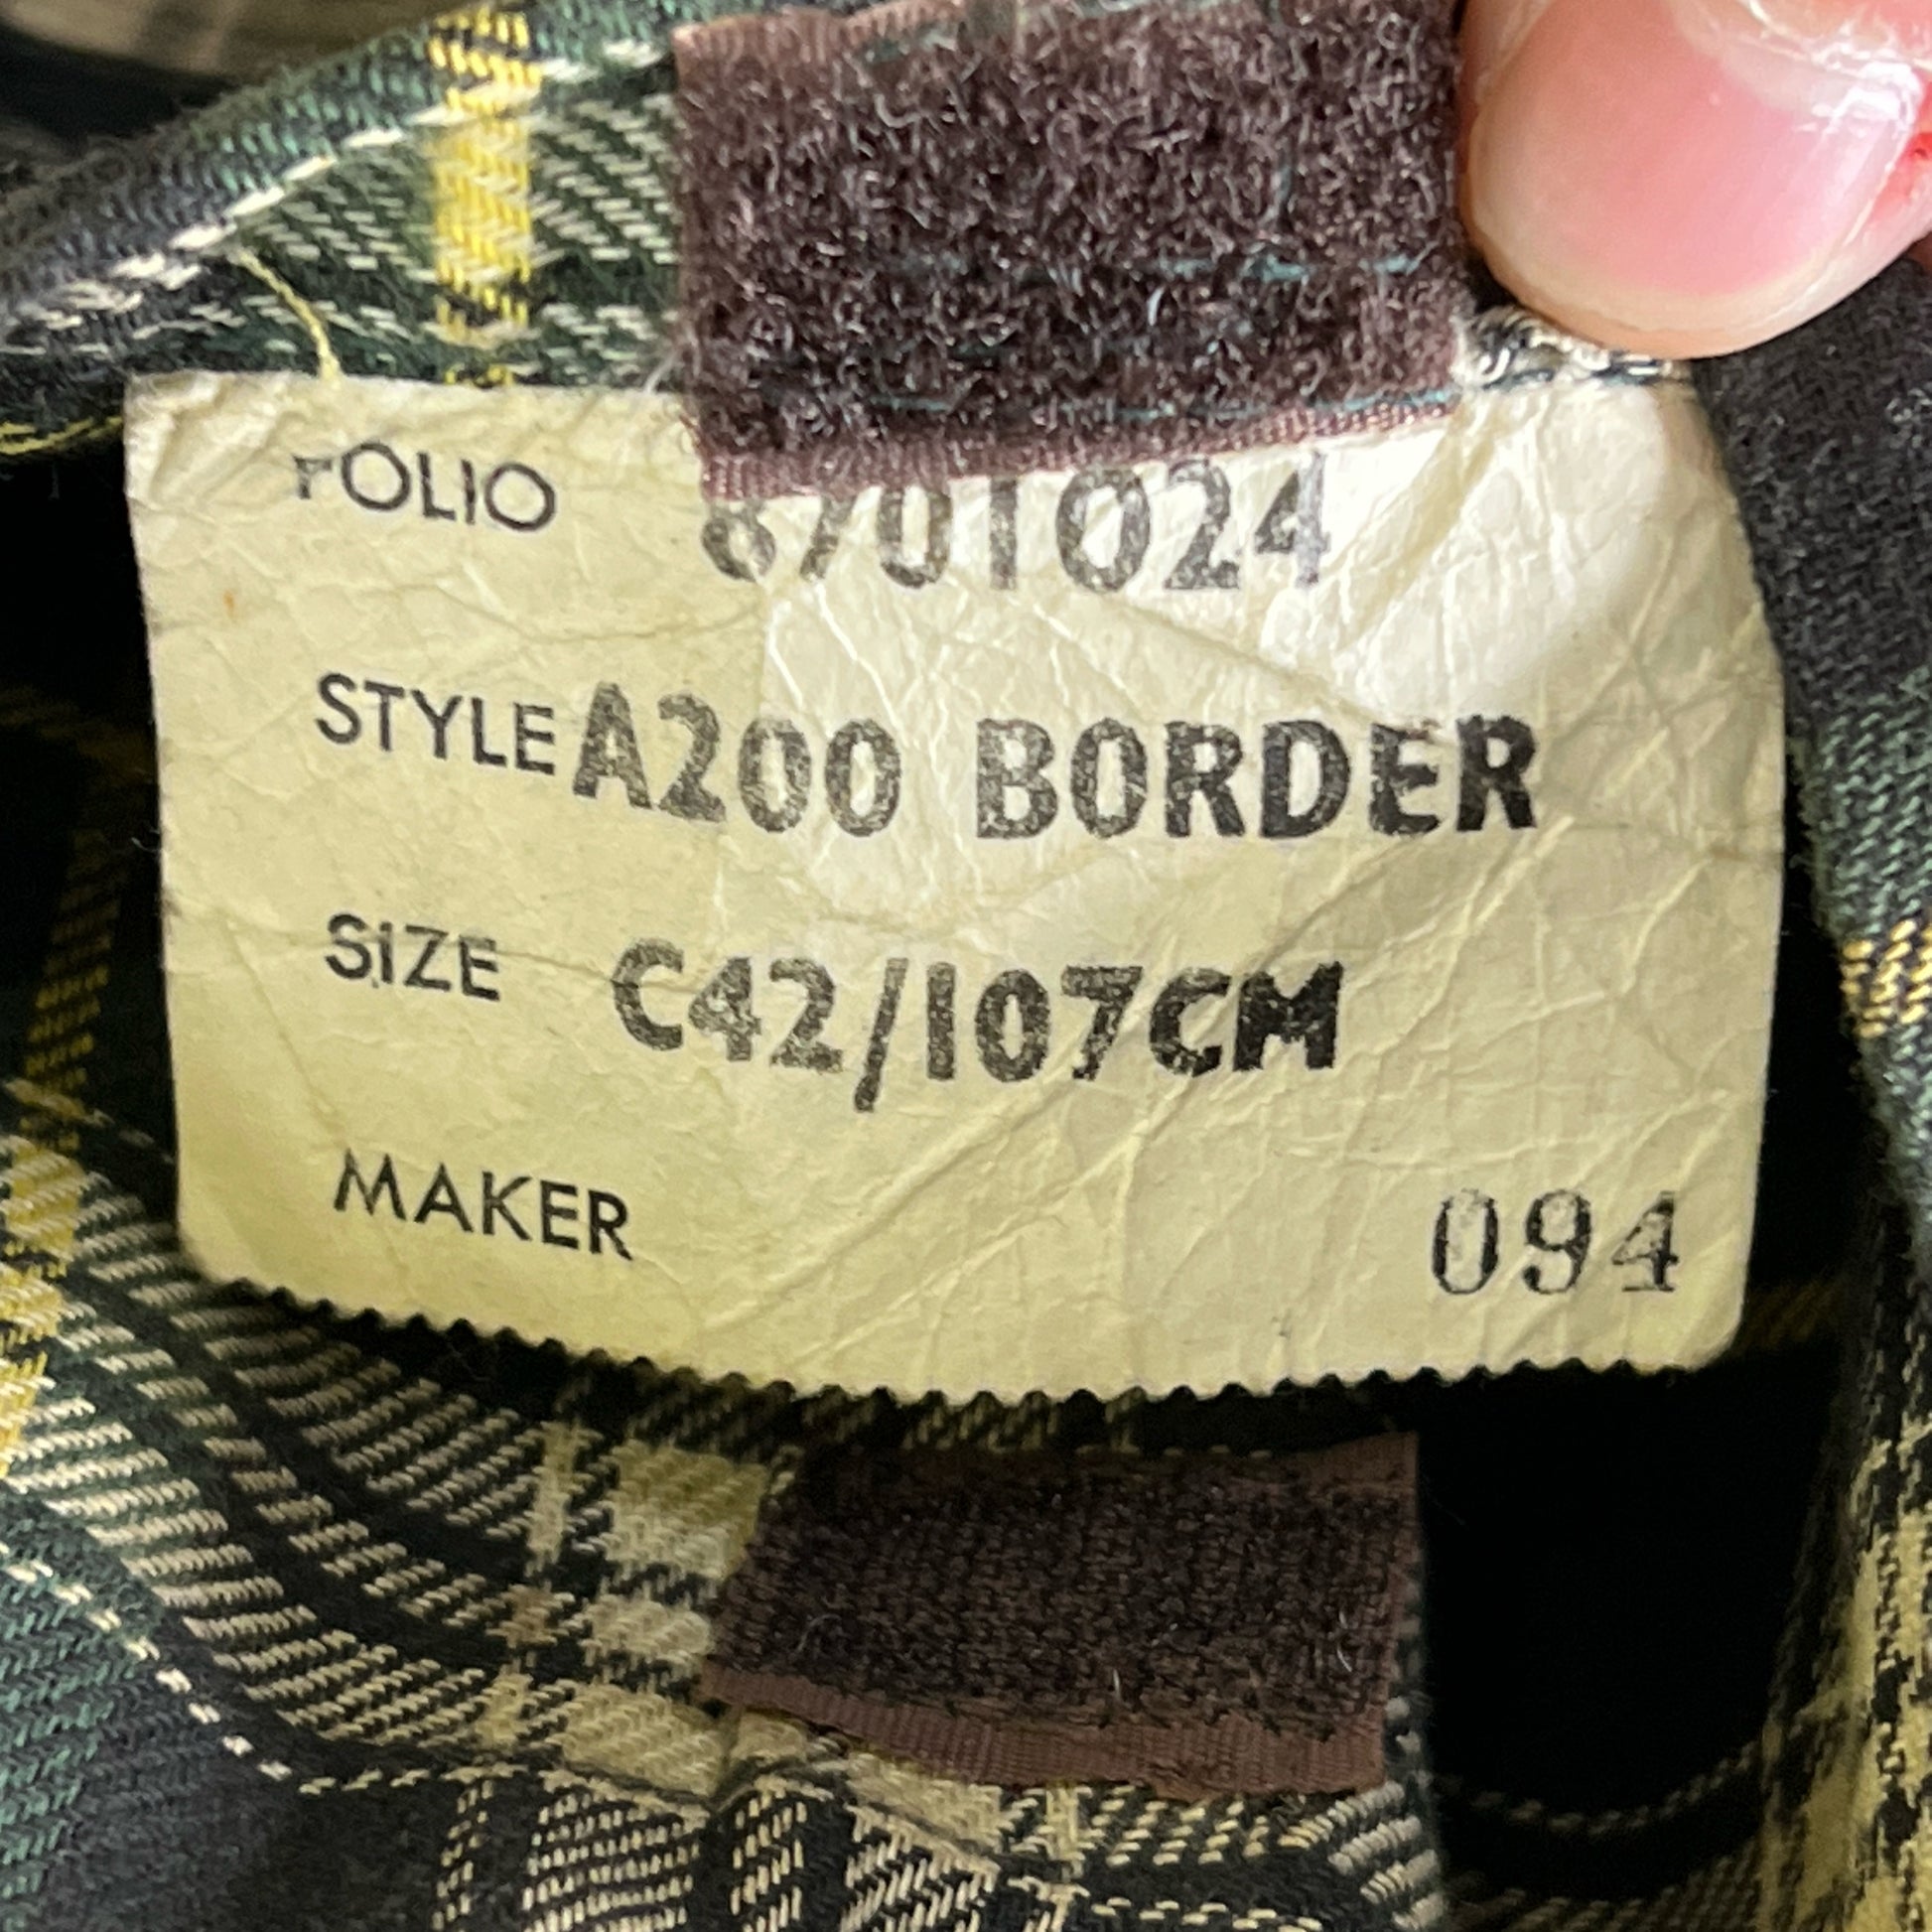 FOLIO 8701024
STYLE A200 BORDER
SIZE C42/107CM
MAKER 094